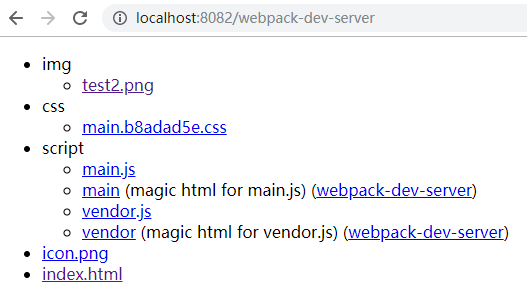 localhost:8082/webpack-dev-server
img
test2.png
css
main.b8adad5e.css
script
main.js
main (magic html for main.js) (webpack-dev-server)
vendor.js
vendor (magic html for vendor.js) (webpack-dev-server)
icon.png
index.html